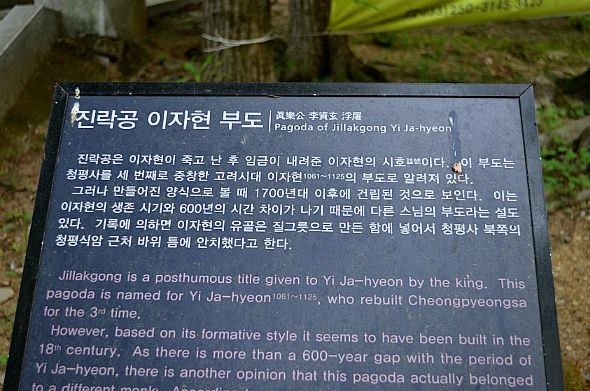 (033) 250-3145,3423
진락공 이자현 부도 | 眞樂公 李資玄 浮屠
Pagoda of Jillakgong Yi Ja-hyeon
진락공은 이자현이 죽고 난 후 임금이 내려준 이자현의 시호諡號이다. 이 부도는
청평사를 세 번째로 중창한 고려시대 이자현1061~1125의 부도로 알려져 있다.
그러나 만들어진 양식으로 볼 때 1700년대 이후에 건립된 것으로 보인다. 이는
이자현의 생존 시기와 600년의 시간 차이가 나기 때문에 다른 스님의 부도라는 설도
있다. 기록에 의하면 이자현의 유골은 질그릇으로 만든 함에 넣어서 청평사 북쪽의
청평식암 근처 바위 틈에 안치했다고 한다.
Jillakgong is a posthumous title given to Yi Ja-hyeon by the king. This
pagoda is named for Yi Ja-hyeon1061~1125, who rebuilt Cheongpyeongsa
for the 3rd time.
However, based on its formative style it seems to have been built in the
18th century. As there is more than a 600-year gap with the period of
Yi Ja-hyeon, there is another opinion that this pagoda actually belonged
to a different monk. According